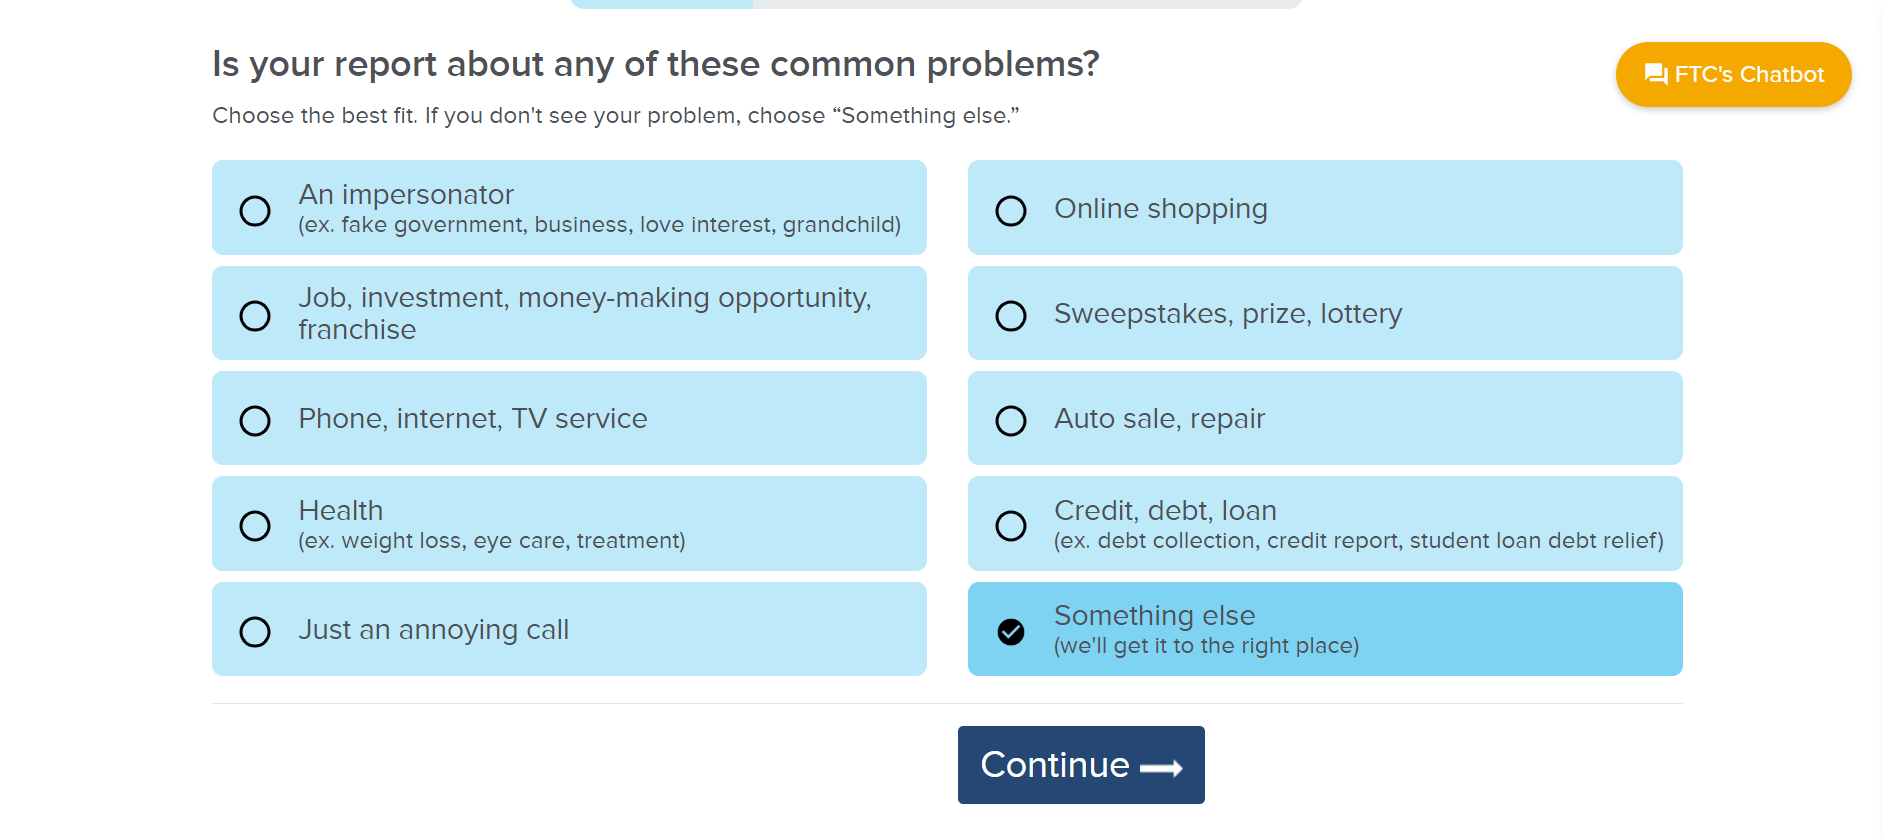 Is your report about any of these common problems?
FTC's Chatbot
Choose the best fit. If you don't see your problem, choose “Something else.”
An impersonator
(ex. fake government, business, love interest, grandchild)
Online shopping
Job, investment, money-making opportunity,
franchise
Sweepstakes, prize, lottery
Phone, internet, TV service
Auto sale, repair
Health
(ex. weight loss, eye care, treatment)
Credit, debt, loan
(ex. debt collection, credit report, student loan debt relief)
Just an annoying call
Something else
(we'll get it to the right place)
Continue